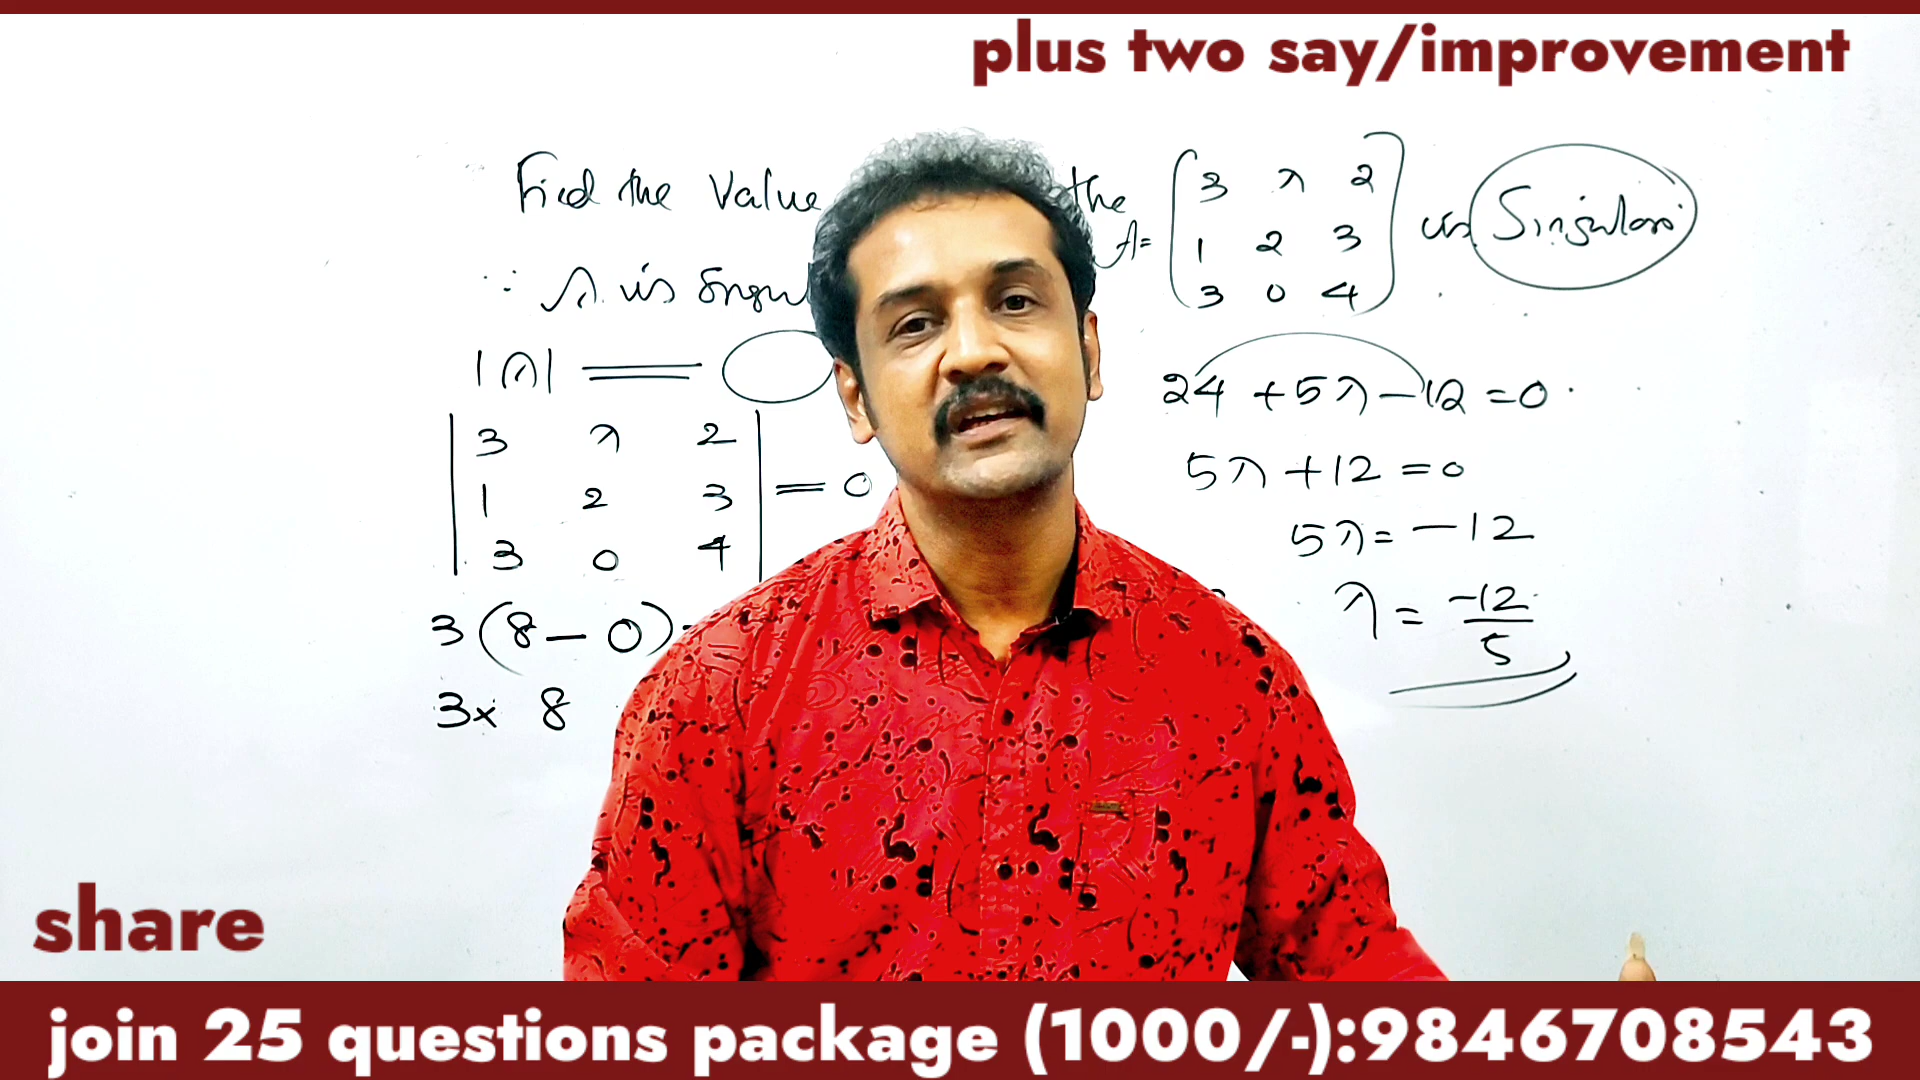 plus two say/improvement
Find the Value the A = [ 3 λ 2
1 2 3
3 0 4 ] is Singular
∵ A is Singu
|A| =
| 3 λ 2 |
| 1 2 3 | = 0
| 3 0 4 |
3(8 – 0) -
3 × 8
24 + 5λ – 12 = 0
5λ + 12 = 0
5λ = –12
λ = -12/5
share
join 25 questions package (1000/-):9846708543